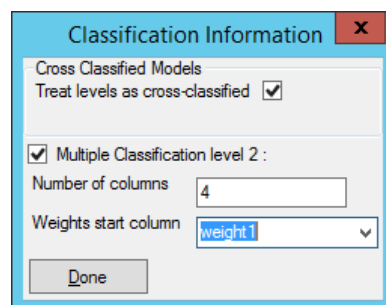 Classification Information x
Cross Classified Models
Treat levels as cross-classified
Multiple Classification level 2 :
Number of columns 4
Weights start column weight1
Done